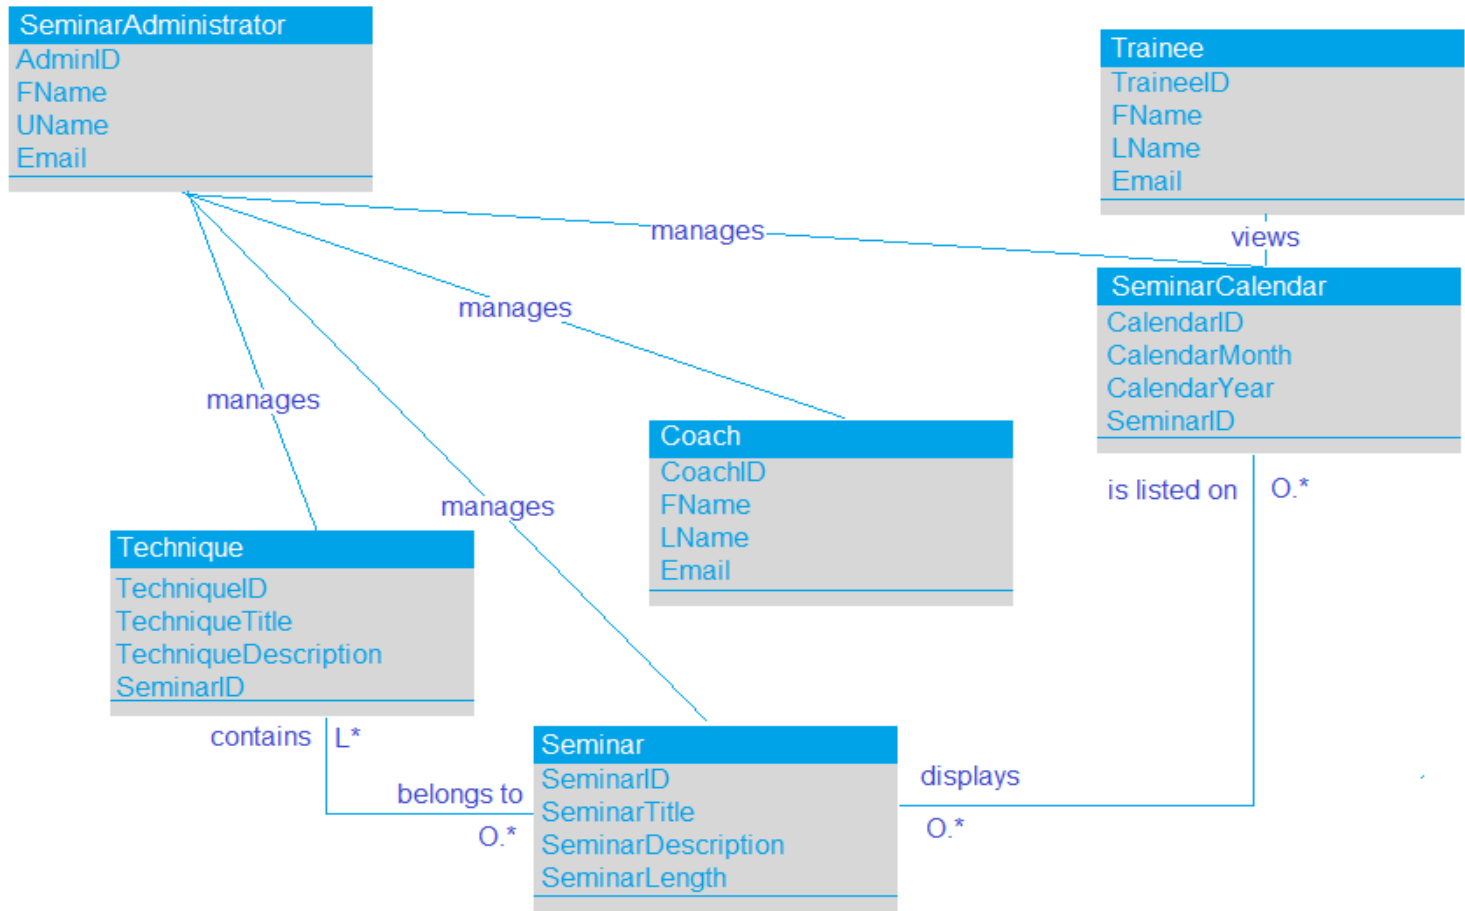 SeminarAdministrator
AdminID
FName
UName
Email
Trainee
TraineeID
FName
LName
Email
manages
views
SeminarCalendar
CalendarID
CalendarMonth
CalendarYear
SeminarID
manages
manages
Coach
CoachID
FName
LName
Email
is listed on O.*
manages
Technique
TechniqueID
TechniqueTitle
TechniqueDescription
SeminarID
contains L*
belongs to
O.*
Seminar
SeminarID
SeminarTitle
SeminarDescription
SeminarLength
displays
O.*